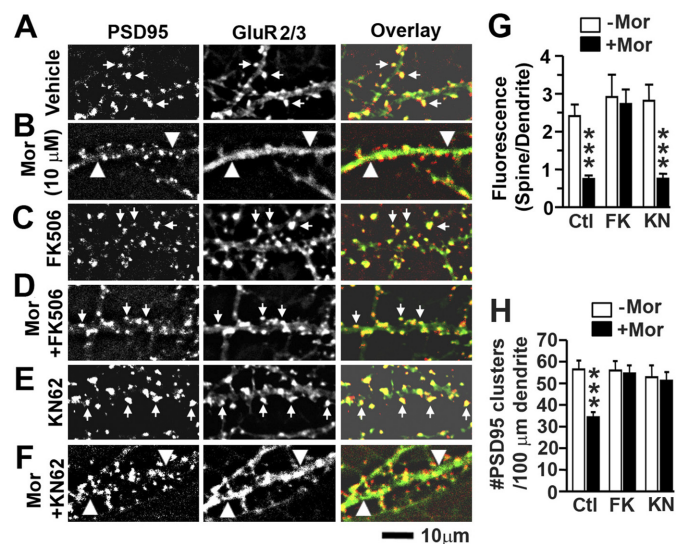 A PSD95 GluR 2/3 Overlay
Vehicle
B
Mor
(10 μM)
C
FK506
D
Mor
+FK506
E
KN62
F
Mor
+KN62
10μm
G
-Mor
+Mor
Fluorescence
(Spine/Dendrite)
4
3
2
1
0
***
***
Ctl FK KN
H
-Mor
+Mor
#PSD95 clusters
/100 μm dendrite
70
60
50
40
30
20
10
0
***
Ctl FK KN